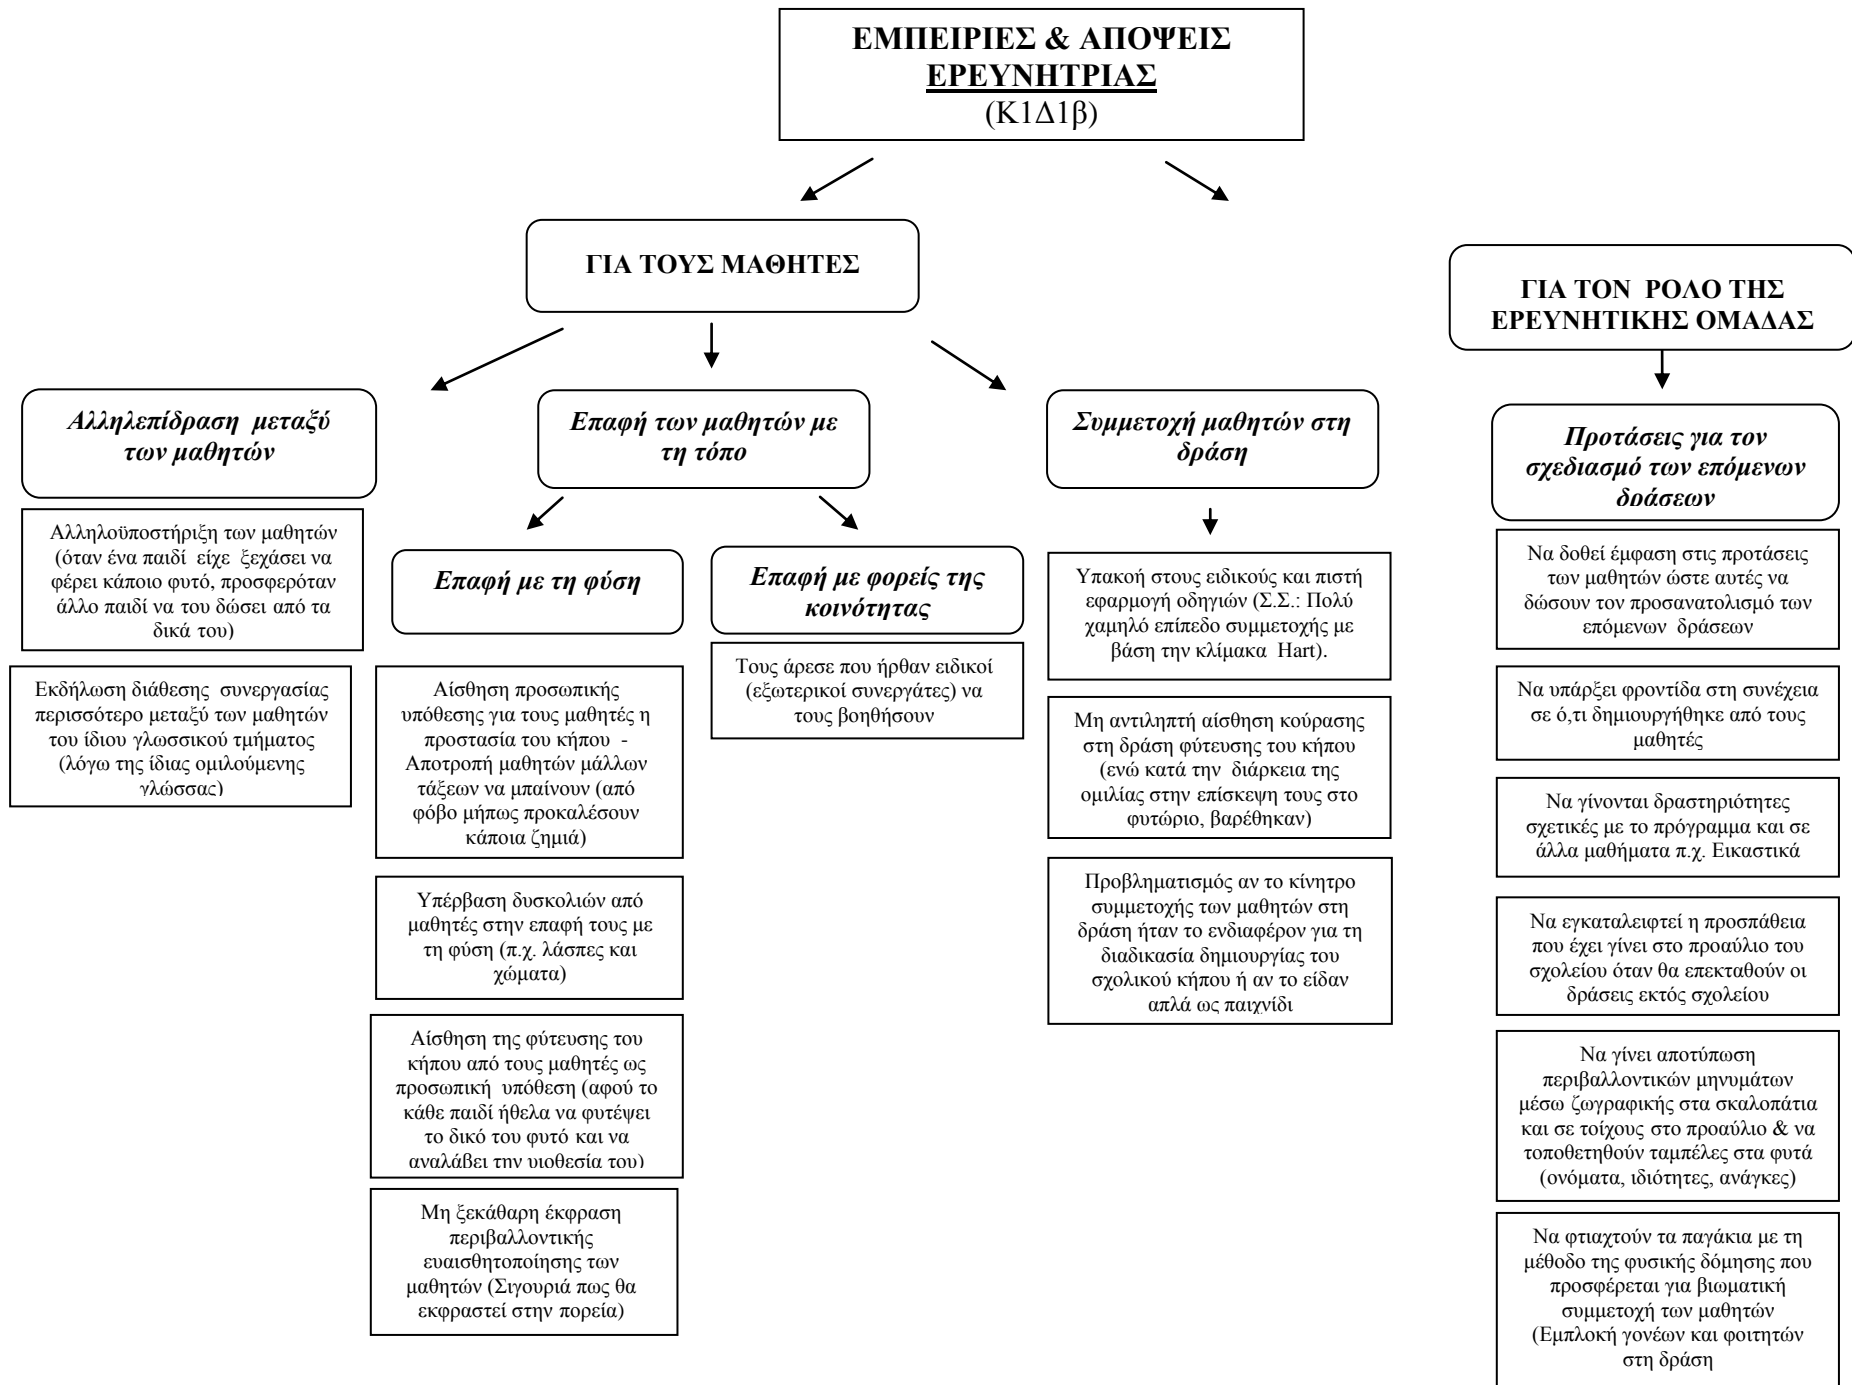 ΕΜΠΕΙΡΙΕΣ & ΑΠΟΨΕΙΣ
ΕΡΕΥΝΗΤΡΙΑΣ
(Κ1Δ1β)
ΓΙΑ ΤΟΥΣ ΜΑΘΗΤΕΣ
ΓΙΑ ΤΟΝ ΡΟΛΟ ΤΗΣ
ΕΡΕΥΝΗΤΙΚΗΣ ΟΜΑΔΑΣ
Αλληλεπίδραση μεταξύ
των μαθητών
Αλληλοϋποστήριξη των μαθητών
(όταν ένα παιδί είχε ξεχάσει να
φέρει κάποιο φυτό, προσφερόταν
άλλο παιδί να του δώσει από τα
δικά του)
Εκδήλωση διάθεσης συνεργασίας
περισσότερο μεταξύ των μαθητών
του ίδιου γλωσσικού τμήματος
(λόγω της ίδιας ομιλούμενης
γλώσσας)
Επαφή των μαθητών με
τη τόπο
Επαφή με τη φύση
Αίσθηση προσωπικής
υπόθεσης για τους μαθητές η
προστασία του κήπου -
Αποτροπή μαθητών μάλλων
τάξεων να μπαίνουν (από
φόβο μήπως προκαλέσουν
κάποια ζημιά)
Υπέρβαση δυσκολιών από
μαθητές στην επαφή τους με
τη φύση (π.χ. λάσπες και
χώματα)
Αίσθηση της φύτευσης του
κήπου από τους μαθητές ως
προσωπική υπόθεση (αφού το
κάθε παιδί ήθελα να φυτέψει
το δικό του φυτό και να
αναλάβει την υιοθεσία του)
Μη ξεκάθαρη έκφραση
περιβαλλοντικής
ευαισθητοποίησης των
μαθητών (Σιγουριά πως θα
εκφραστεί στην πορεία)
Επαφή με φορείς της
κοινότητας
Τους άρεσε που ήρθαν ειδικοί
(εξωτερικοί συνεργάτες) να
τους βοηθήσουν
Συμμετοχή μαθητών στη
δράση
Υπακοή στους ειδικούς και πιστή
εφαρμογή οδηγιών (Σ.Σ.: Πολύ
χαμηλό επίπεδο συμμετοχής με
βάση την κλίμακα Hart).
Μη αντιληπτή αίσθηση κούρασης
στη δράση φύτευσης του κήπου
(ενώ κατά την διάρκεια της
ομιλίας στην επίσκεψη τους στο
φυτώριο, βαρέθηκαν)
Προβληματισμός αν το κίνητρο
συμμετοχής των μαθητών στη
δράση ήταν το ενδιαφέρον για τη
διαδικασία δημιουργίας του
σχολικού κήπου ή αν το είδαν
απλά ως παιχνίδι
Προτάσεις για τον
σχεδιασμό των επόμενων
δράσεων
Να δοθεί έμφαση στις προτάσεις
των μαθητών ώστε αυτές να
δώσουν τον προσανατολισμό των
επόμενων δράσεων
Να υπάρξει φροντίδα στη συνέχεια
σε ό,τι δημιουργήθηκε από τους
μαθητές
Να γίνονται δραστηριότητες
σχετικές με το πρόγραμμα και σε
άλλα μαθήματα π.χ. Εικαστικά
Να εγκαταλειφτεί η προσπάθεια
που έχει γίνει στο προαύλιο του
σχολείου όταν θα επεκταθούν οι
δράσεις εκτός σχολείου
Να γίνει αποτύπωση
περιβαλλοντικών μηνυμάτων
μέσω ζωγραφικής στα σκαλοπάτια
και σε τοίχους στο προαύλιο & να
τοποθετηθούν ταμπέλες στα φυτά
(ονόματα, ιδιότητες, ανάγκες)
Να φτιαχτούν τα παγάκια με τη
μέθοδο της φυσικής δόμησης που
προσφέρεται για βιωματική
συμμετοχή των μαθητών
(Εμπλοκή γονέων και φοιτητών
στη δράση